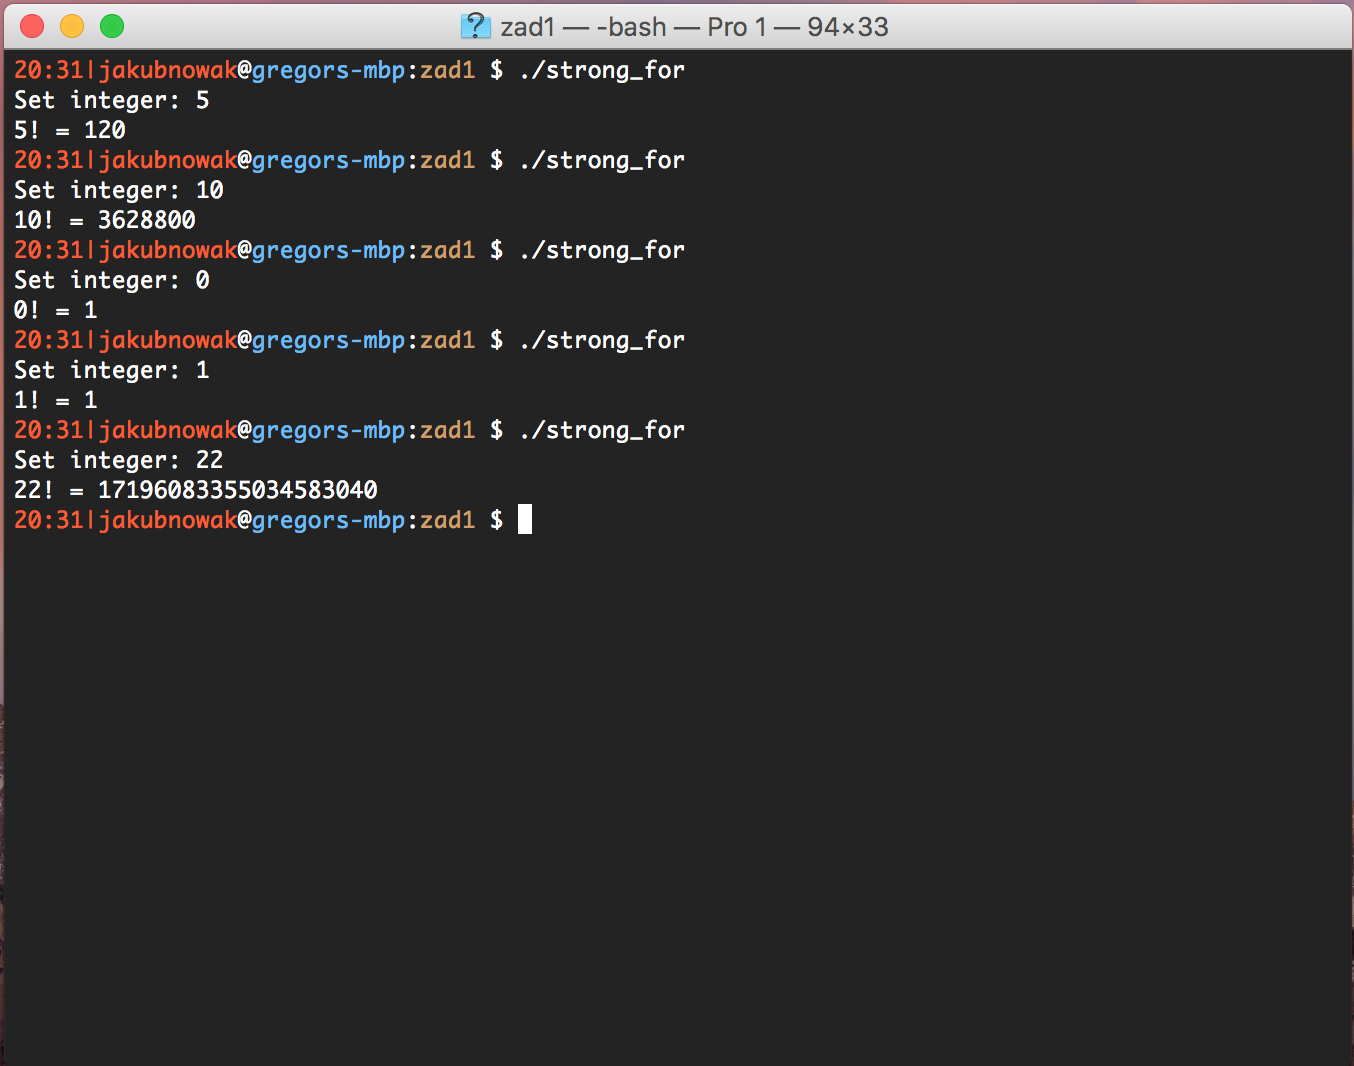 zad1 — -bash — Pro 1 — 94×33
20:31|jakubnowak@gregors-mbp:zad1 $ ./strong_for
Set integer: 5
5! = 120
20:31|jakubnowak@gregors-mbp:zad1 $ ./strong_for
Set integer: 10
10! = 3628800
20:31|jakubnowak@gregors-mbp:zad1 $ ./strong_for
Set integer: 0
0! = 1
20:31|jakubnowak@gregors-mbp:zad1 $ ./strong_for
Set integer: 1
1! = 1
20:31|jakubnowak@gregors-mbp:zad1 $ ./strong_for
Set integer: 22
22! = 17196083355034583040
20:31|jakubnowak@gregors-mbp:zad1 $